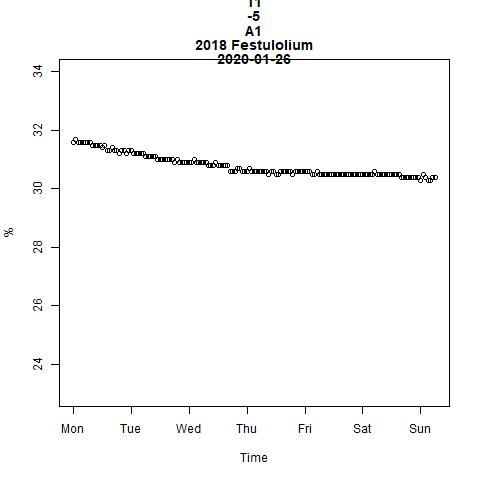 T1
-5
A1
2018 Festulolium
2020-01-26
34
32
30
28
26
24
%
Mon Tue Wed Thu Fri Sat Sun
Time